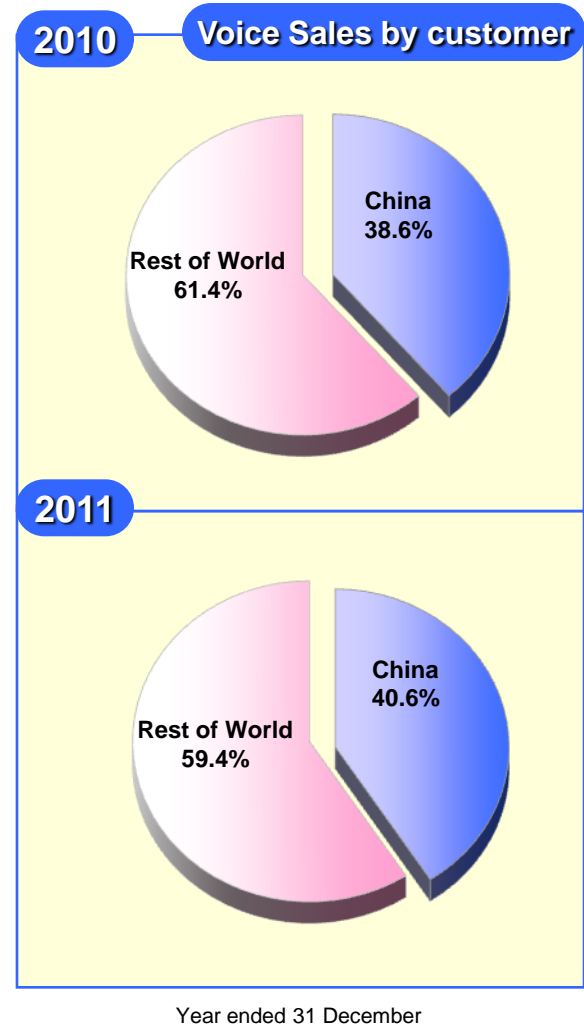 2010
Voice Sales by customer
China
38.6%
Rest of World
61.4%
2011
China
40.6%
Rest of World
59.4%
Year ended 31 December